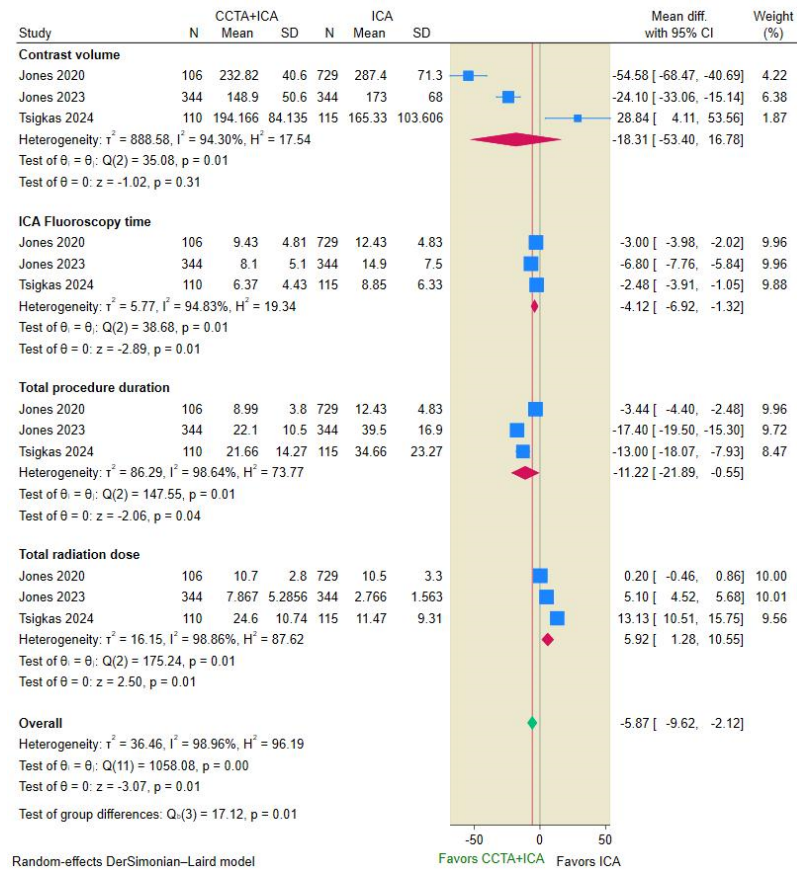 CCTA+ICA ICA Mean diff. Weight
Study N Mean SD N Mean SD with 95% CI (%)
Contrast volume
Jones 2020 106 232.82 40.6 729 287.4 71.3 -54.58 [ -68.47, -40.69] 4.22
Jones 2023 344 148.9 50.6 344 173 68 -24.10 [ -33.06, -15.14] 6.38
Tsigkas 2024 110 194.166 84.135 115 165.33 103.606 28.84 [ 4.11, 53.56] 1.87
Heterogeneity: τ² = 888.58, I² = 94.30%, H² = 17.54 -18.31 [ -53.40, 16.78]
Test of θᵢ = θⱼ: Q(2) = 35.08, p = 0.01
Test of θ = 0: z = -1.02, p = 0.31
ICA Fluoroscopy time
Jones 2020 106 9.43 4.81 729 12.43 4.83 -3.00 [ -3.98, -2.02] 9.96
Jones 2023 344 8.1 5.1 344 14.9 7.5 -6.80 [ -7.76, -5.84] 9.96
Tsigkas 2024 110 6.37 4.43 115 8.85 6.33 -2.48 [ -3.91, -1.05] 9.88
Heterogeneity: τ² = 5.77, I² = 94.83%, H² = 19.34 -4.12 [ -6.92, -1.32]
Test of θᵢ = θⱼ: Q(2) = 38.68, p = 0.01
Test of θ = 0: z = -2.89, p = 0.01
Total procedure duration
Jones 2020 106 8.99 3.8 729 12.43 4.83 -3.44 [ -4.40, -2.48] 9.96
Jones 2023 344 22.1 10.5 344 39.5 16.9 -17.40 [ -19.50, -15.30] 9.72
Tsigkas 2024 110 21.66 14.27 115 34.66 23.27 -13.00 [ -18.07, -7.93] 8.47
Heterogeneity: τ² = 86.29, I² = 98.64%, H² = 73.77 -11.22 [ -21.89, -0.55]
Test of θᵢ = θⱼ: Q(2) = 147.55, p = 0.01
Test of θ = 0: z = -2.06, p = 0.04
Total radiation dose
Jones 2020 106 10.7 2.8 729 10.5 3.3 0.20 [ -0.46, 0.86] 10.00
Jones 2023 344 7.867 5.2856 344 2.766 1.563 5.10 [ 4.52, 5.68] 10.01
Tsigkas 2024 110 24.6 10.74 115 11.47 9.31 13.13 [ 10.51, 15.75] 9.56
Heterogeneity: τ² = 16.15, I² = 98.86%, H² = 87.62 5.92 [ 1.28, 10.55]
Test of θᵢ = θⱼ: Q(2) = 175.24, p = 0.01
Test of θ = 0: z = 2.50, p = 0.01
Overall -5.87 [ -9.62, -2.12]
Heterogeneity: τ² = 36.46, I² = 98.96%, H² = 96.19
Test of θᵢ = θⱼ: Q(11) = 1058.08, p = 0.00
Test of θ = 0: z = -3.07, p = 0.01
Test of group differences: Q_b(3) = 17.12, p = 0.01
-50 0 50
Favors CCTA+ICA Favors ICA
Random-effects DerSimonian–Laird model